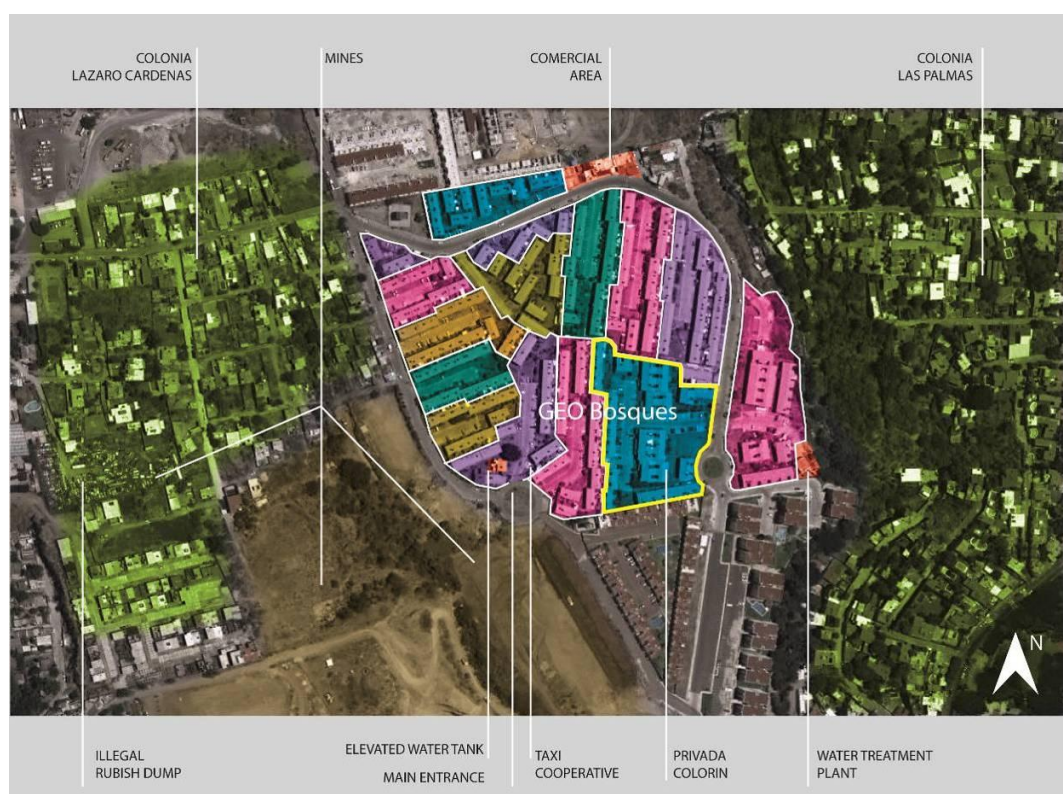 COLONIA
LAZARO CARDENAS
MINES
COMERCIAL
AREA
COLONIA
LAS PALMAS
GEO Bosques
N
ILLEGAL
RUBISH DUMP
ELEVATED WATER TANK
MAIN ENTRANCE
TAXI
COOPERATIVE
PRIVADA
COLORIN
WATER TREATMENT
PLANT